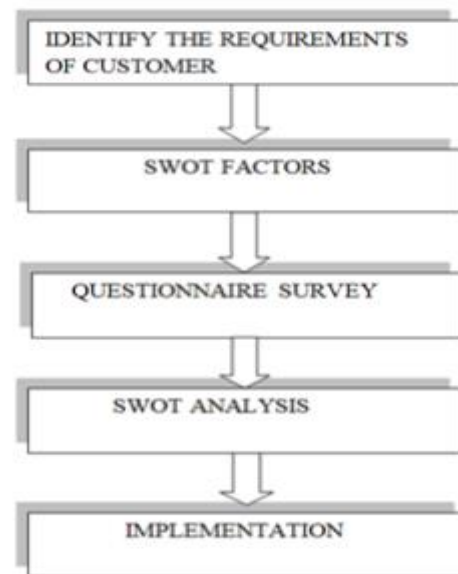 IDENTIFY THE REQUIREMENTS
OF CUSTOMER
SWOT FACTORS
QUESTIONNAIRE SURVEY
SWOT ANALYSIS
IMPLEMENTATION